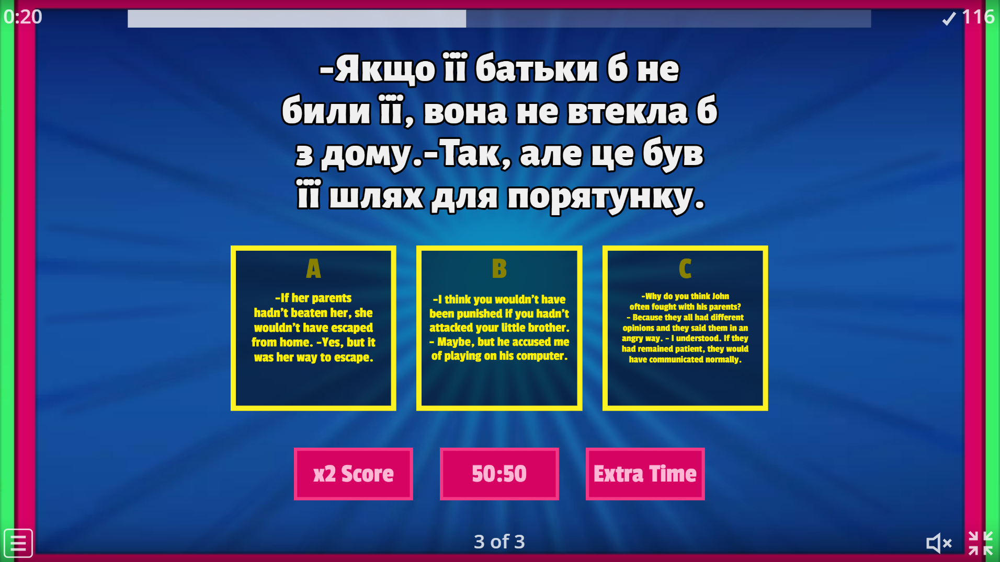 0:20
116
-Якщо її батьки б не
били її, вона не втекла б
з дому.-Так, але це був
її шлях для порятунку.
A
-If her parents
hadn't beaten her, she
wouldn't have escaped
from home. -Yes, but it
was her way to escape.
B
-I think you wouldn't have
been punished if you hadn't
attacked your little brother.
- Maybe, but he accused me
of playing on his computer.
C
-Why do you think John
often fought with his parents?
- Because they all had different
opinions and they said them in an
angry way. - I understood. If they
had remained patient, they would
have communicated normally.
x2 Score
50:50
Extra Time
3 of 3